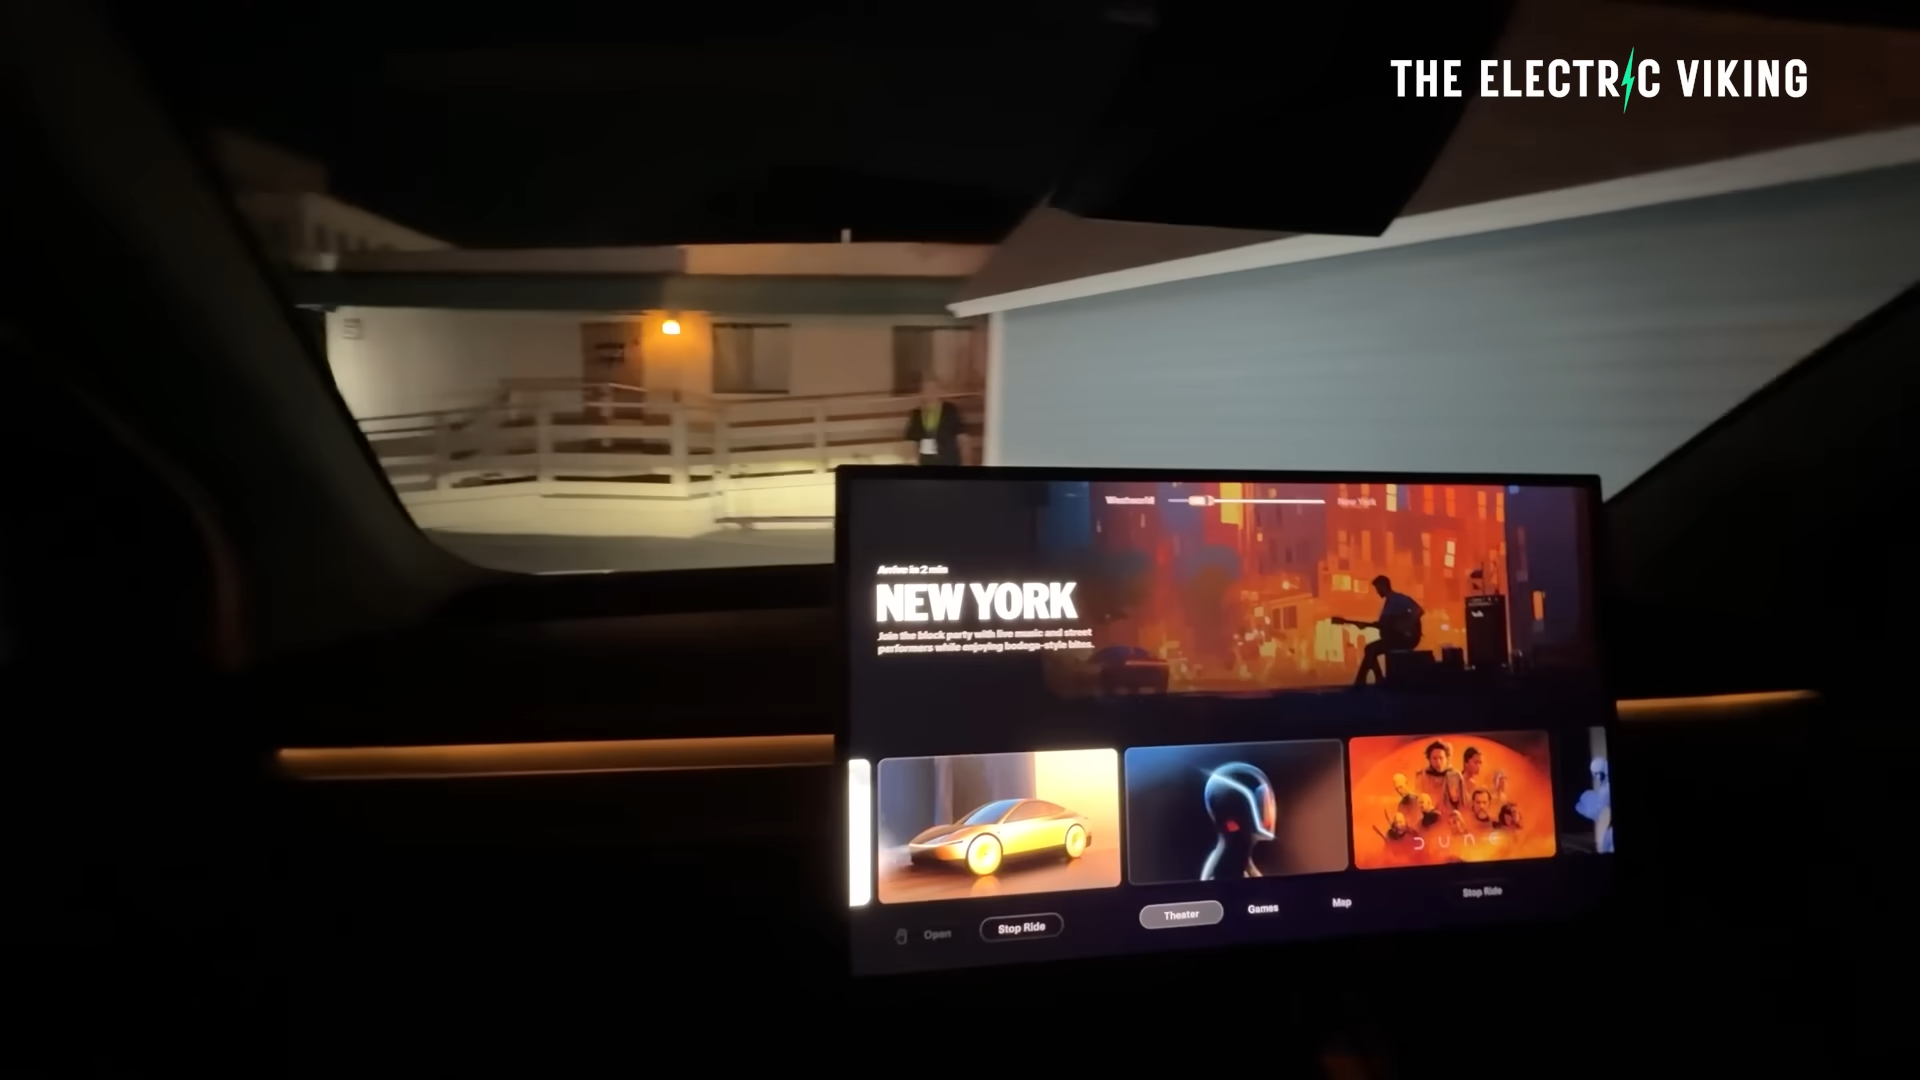 THE ELECTRIC VIKING
Westworld
New York
Arrive in 2 min
NEW YORK
Join the block party with live music and street
performers while enjoying bodega-style bites.
DUNE
Open
Stop Ride
Theater
Games
Map
Stop Ride